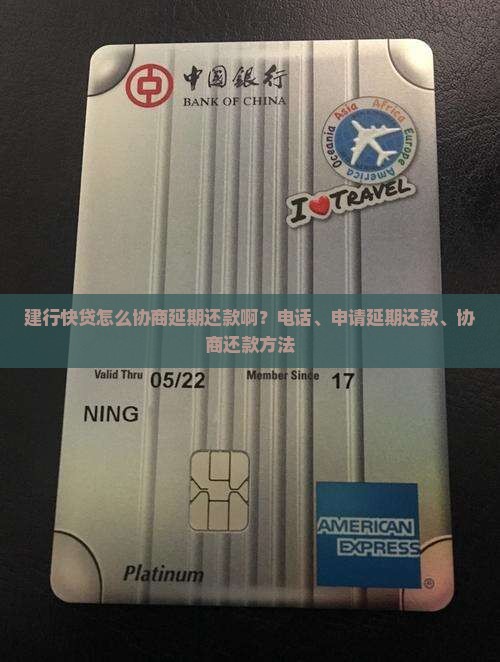 中國銀行
BANK OF CHINA
Oceania Asia Africa Europe America
I ❤ TRAVEL
建行快贷怎么协商延期还款啊？电话、申请延期还款、协
商还款方法
Valid Thru 05/22 Member Since 17
NING
AMERICAN
EXPRESS
®
Platinum